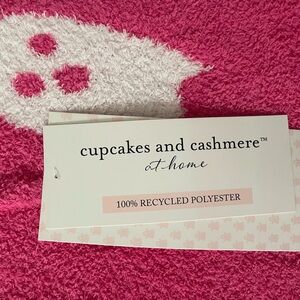 cupcakes and cashmere™
at home
100% RECYCLED POLYESTER